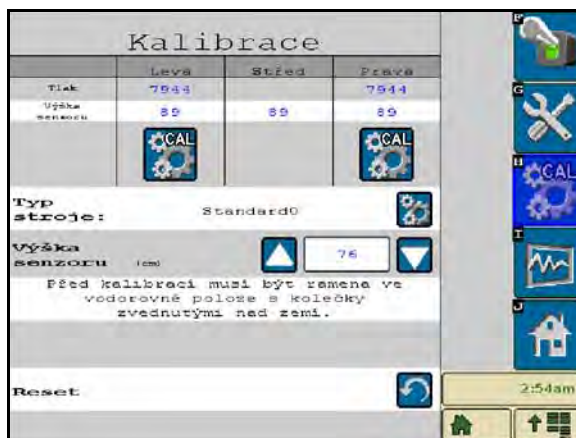 Kalibrace
Levá Střed Pravá
Tlak 7944 7944
Výška senzoru 89 89 89
CAL CAL
Typ stroje: Standard0
Výška senzoru (cm) 76
Před kalibrací musí být ramena ve
vodorovné poloze s kolečky
zvednutými nad zemí.
Reset
F
G
H
CAL
I
J
2:54am